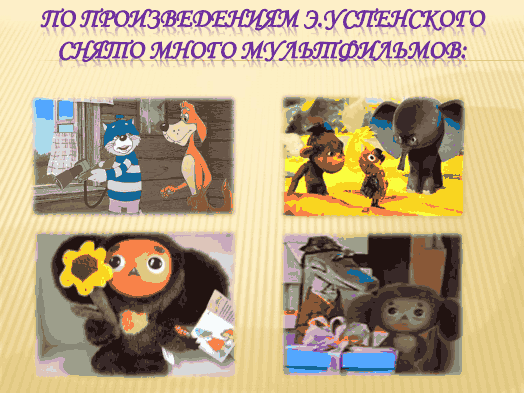 ПО ПРОИЗВЕДЕНИЯМ Э.УСПЕНСКОГО
СНЯТО МНОГО МУЛЬТФИЛЬМОВ: